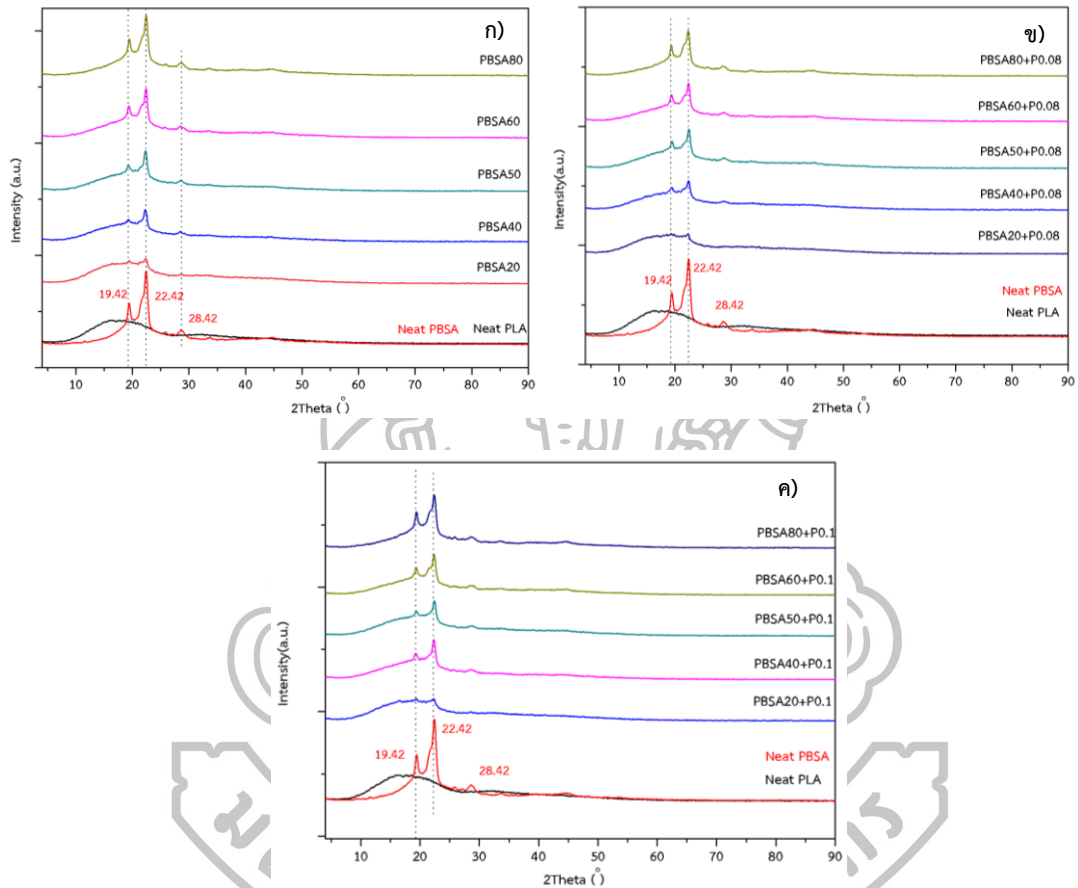 ก)
PBSA80
PBSA60
PBSA50
PBSA40
PBSA20
19.42
22.42
28.42
Neat PBSA
Neat PLA
Intensity (a.u.)
10 20 30 40 50 60 70 80 90
2Theta (°)
ข)
PBSA80+P0.08
PBSA60+P0.08
PBSA50+P0.08
PBSA40+P0.08
PBSA20+P0.08
19.42
22.42
28.42
Neat PBSA
Neat PLA
Intensity(a.u.)
10 20 30 40 50 60 70 80 90
2Theta (°)
ค)
PBSA80+P0.1
PBSA60+P0.1
PBSA50+P0.1
PBSA40+P0.1
PBSA20+P0.1
19.42
22.42
28.42
Neat PBSA
Neat PLA
Intensity(a.u.)
10 20 30 40 50 60 70 80 90
2Theta (°)